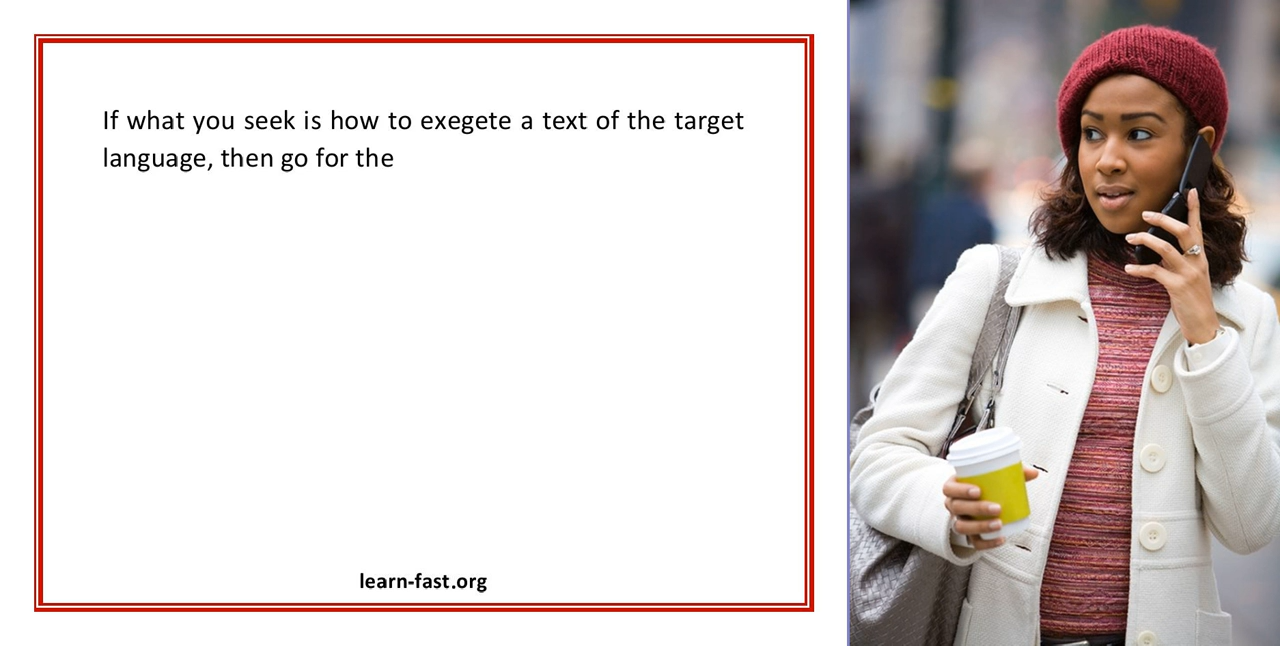 If what you seek is how to exegete a text of the target
language, then go for the
learn-fast.org